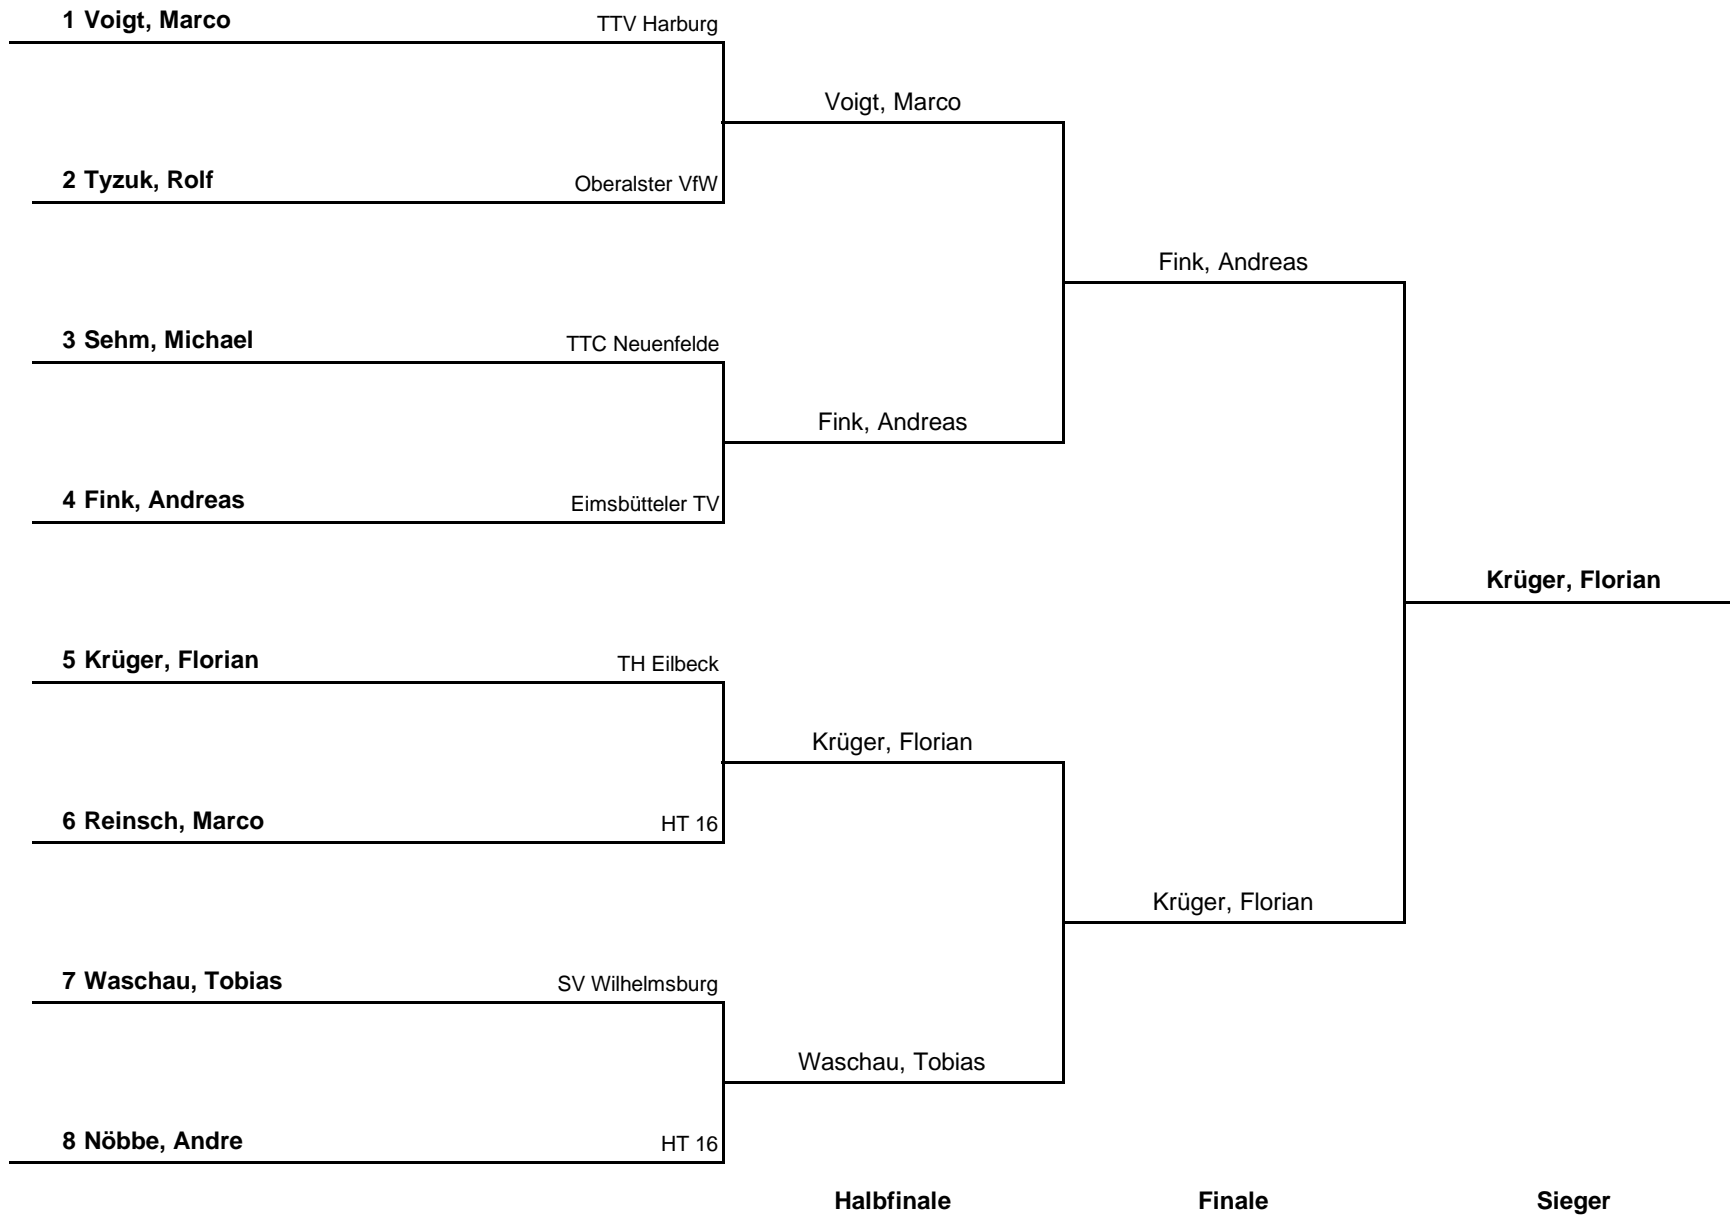 1 Voigt, Marco TTV Harburg
Voigt, Marco
2 Tyzuk, Rolf Oberalster VfW
Fink, Andreas
3 Sehm, Michael TTC Neuenfelde
Fink, Andreas
4 Fink, Andreas Eimsbütteler TV
Krüger, Florian
5 Krüger, Florian TH Eilbeck
Krüger, Florian
6 Reinsch, Marco HT 16
Krüger, Florian
7 Waschau, Tobias SV Wilhelmsburg
Waschau, Tobias
8 Nöbbe, Andre HT 16
Halbfinale Finale Sieger